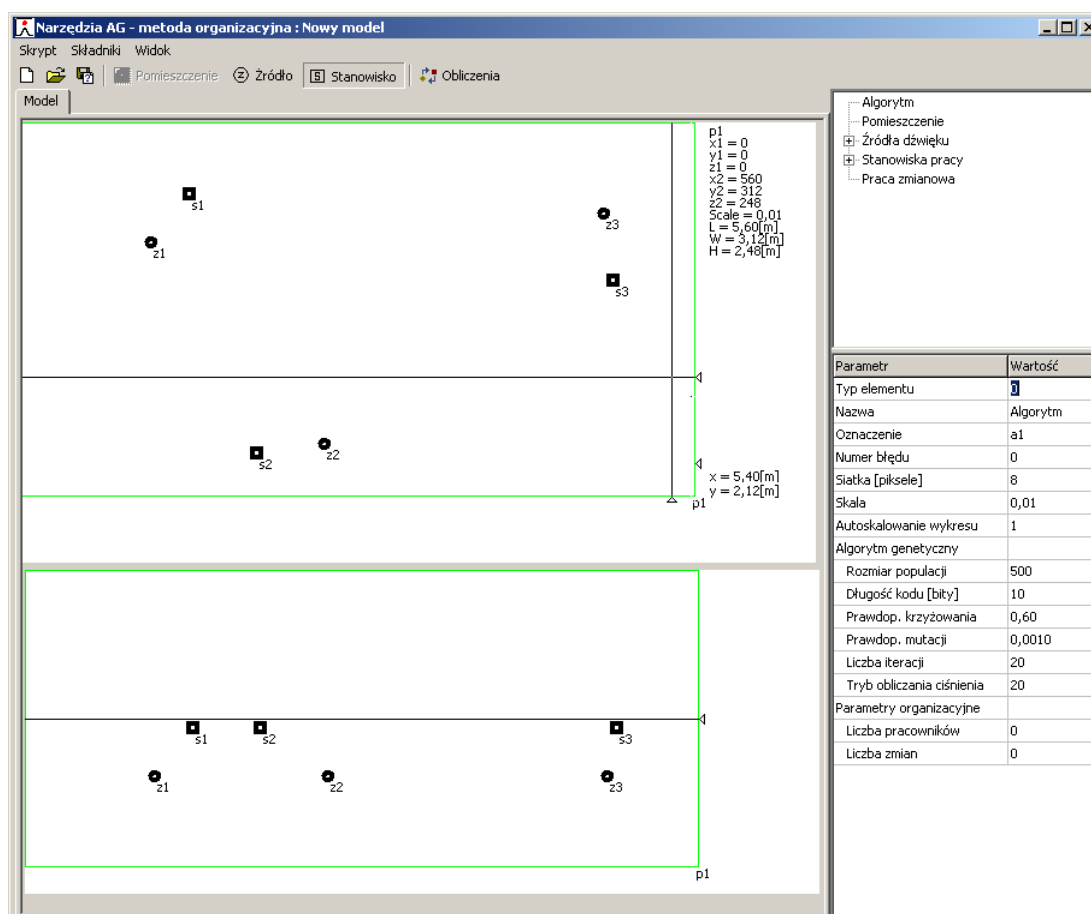 Narzędzia AG - metoda organizacyjna : Nowy model
Skrypt Składniki Widok
Pomieszczenie Z Źródło S Stanowisko Obliczenia
Model
p1
x1 = 0
y1 = 0
z1 = 0
x2 = 560
y2 = 312
z2 = 248
Scale = 0,01
L = 5,60[m]
W = 3,12[m]
H = 2,48[m]
s1
z1
z3
s3
s2
z2
x = 5,40[m]
y = 2,12[m]
p1
s1
s2
s3
z1
z2
z3
p1
Algorytm
Pomieszczenie
Źródła dźwięku
Stanowiska pracy
Praca zmianowa
Parametr Wartość
Typ elementu 0
Nazwa Algorytm
Oznaczenie a1
Numer błędu 0
Siatka [piksele] 8
Skala 0,01
Autoskalowanie wykresu 1
Algorytm genetyczny
Rozmiar populacji 500
Długość kodu [bity] 10
Prawdop. krzyżowania 0,60
Prawdop. mutacji 0,0010
Liczba iteracji 20
Tryb obliczania ciśnienia 20
Parametry organizacyjne
Liczba pracowników 0
Liczba zmian 0